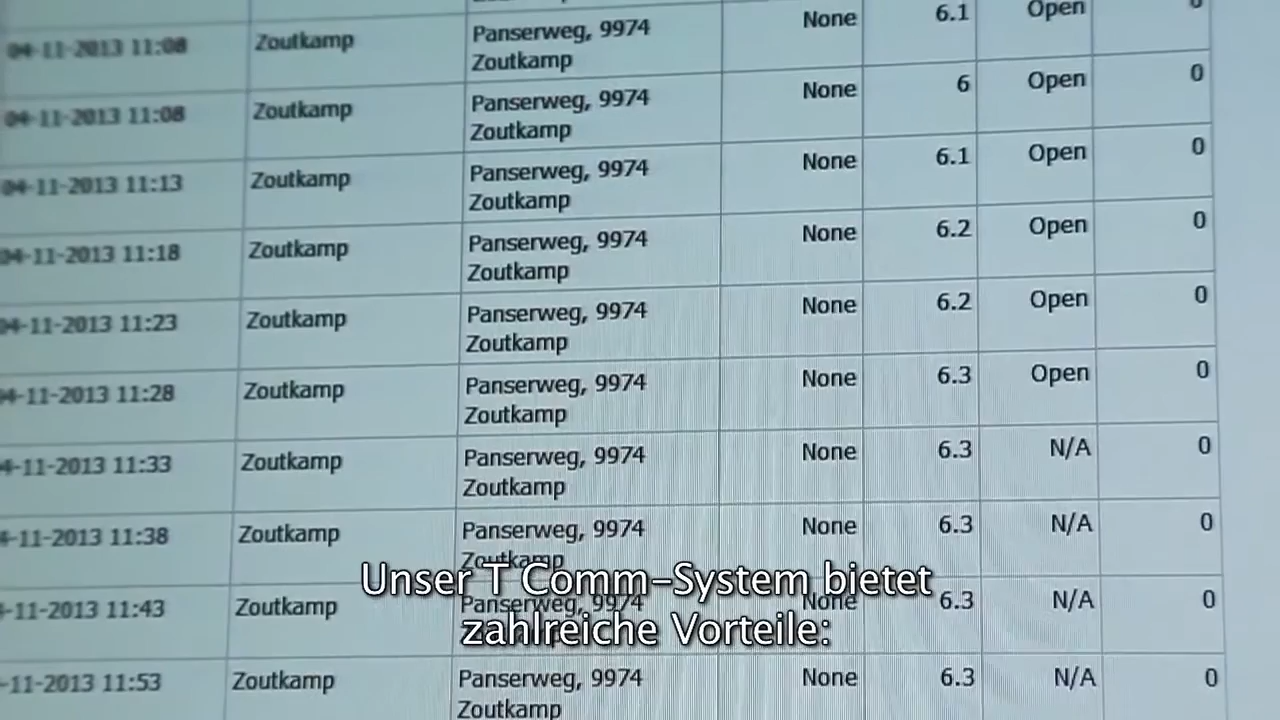 6.1 Open 0
04-11-2013 11:08 Zoutkamp Panserweg, 9974 None
Zoutkamp
04-11-2013 11:08 Zoutkamp Panserweg, 9974 None 6 Open 0
Zoutkamp
04-11-2013 11:13 Zoutkamp Panserweg, 9974 None 6.1 Open 0
Zoutkamp
04-11-2013 11:18 Zoutkamp Panserweg, 9974 None 6.2 Open 0
Zoutkamp
04-11-2013 11:23 Zoutkamp Panserweg, 9974 None 6.2 Open 0
Zoutkamp
4-11-2013 11:28 Zoutkamp Panserweg, 9974 None 6.3 Open 0
Zoutkamp
4-11-2013 11:33 Zoutkamp Panserweg, 9974 None 6.3 N/A 0
Zoutkamp
4-11-2013 11:38 Zoutkamp Panserweg, 9974 None 6.3 N/A 0
Zoutkamp
-11-2013 11:43 Zoutkamp Panserweg, 9974 None 6.3 N/A 0
-11-2013 11:53 Zoutkamp Panserweg, 9974 None 6.3 N/A 0
Zoutkamp
Unser T Comm-System bietet
zahlreiche Vorteile: